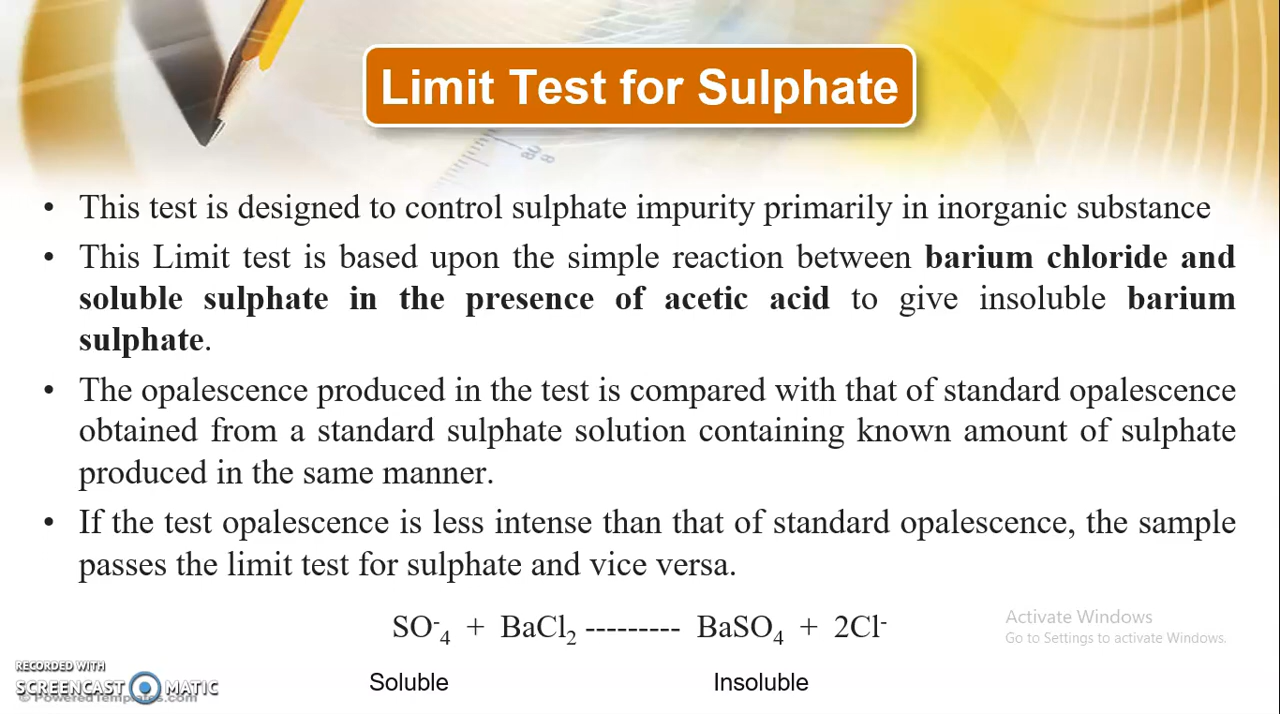 Limit Test for Sulphate
• This test is designed to control sulphate impurity primarily in inorganic substance
• This Limit test is based upon the simple reaction between barium chloride and
soluble sulphate in the presence of acetic acid to give insoluble barium
sulphate.
• The opalescence produced in the test is compared with that of standard opalescence
obtained from a standard sulphate solution containing known amount of sulphate
produced in the same manner.
• If the test opalescence is less intense than that of standard opalescence, the sample
passes the limit test for sulphate and vice versa.
SO⁻₄ + BaCl₂ --------- BaSO₄ + 2Cl⁻
Soluble Insoluble
Activate Windows
Go to Settings to activate Windows.
RECORDED WITH
SCREENCAST MATIC
© PoweredTemplates.com
80
8